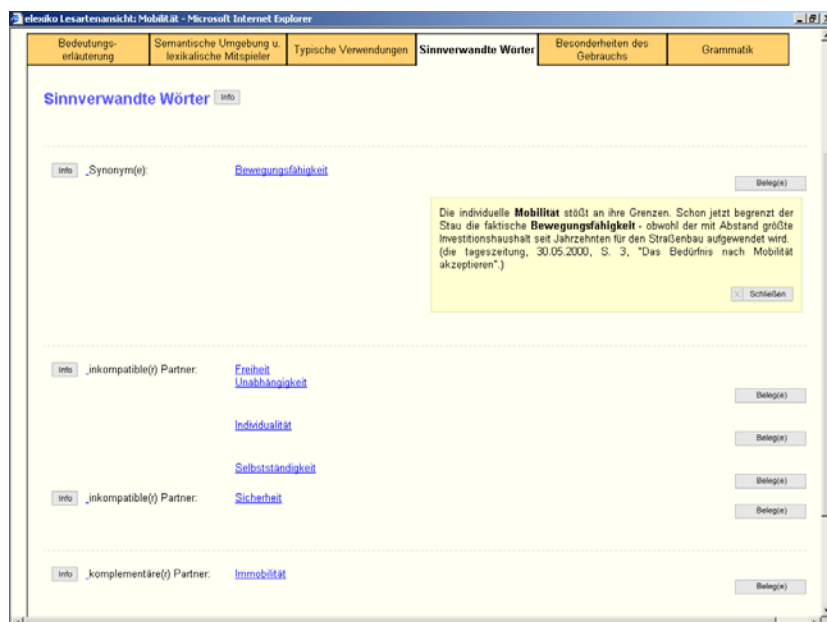 elexiko Lesartenansicht: Mobilität - Microsoft Internet Explorer
Bedeutungs-
erläuterung
Semantische Umgebung u.
lexikalische Mitspieler
Typische Verwendungen
Sinnverwandte Wörter
Besonderheiten des
Gebrauchs
Grammatik
Sinnverwandte Wörter Info
Info _Synonym(e): Bewegungsfähigkeit
Beleg(e)
Die individuelle Mobilität stößt an ihre Grenzen. Schon jetzt begrenzt der
Stau die faktische Bewegungsfähigkeit - obwohl der mit Abstand größte
Investitionshaushalt seit Jahrzehnten für den Straßenbau aufgewendet wird.
(die tageszeitung, 30.05.2000, S. 3, "Das Bedürfnis nach Mobilität
akzeptieren".)
X Schließen
Info _inkompatible(r) Partner: Freiheit
Unabhängigkeit
Beleg(e)
Individualität
Beleg(e)
Selbstständigkeit
Beleg(e)
Info _inkompatible(r) Partner: Sicherheit
Beleg(e)
Info _komplementäre(r) Partner: Immobilität
Beleg(e)